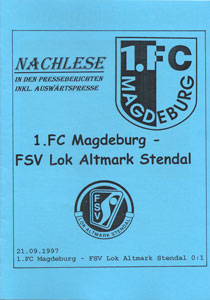 NACHLESE
IN DEN PRESSEBERICHTEN
INKL. AUSWÄRTSPRESSE
1.FC
MAGDEBURG
1.FC Magdeburg -
FSV Lok Altmark Stendal
FSV
LOK ALTMARK STENDAL
21.09.1997
1.FC Magdeburg - FSV Lok Altmark Stendal 0:1